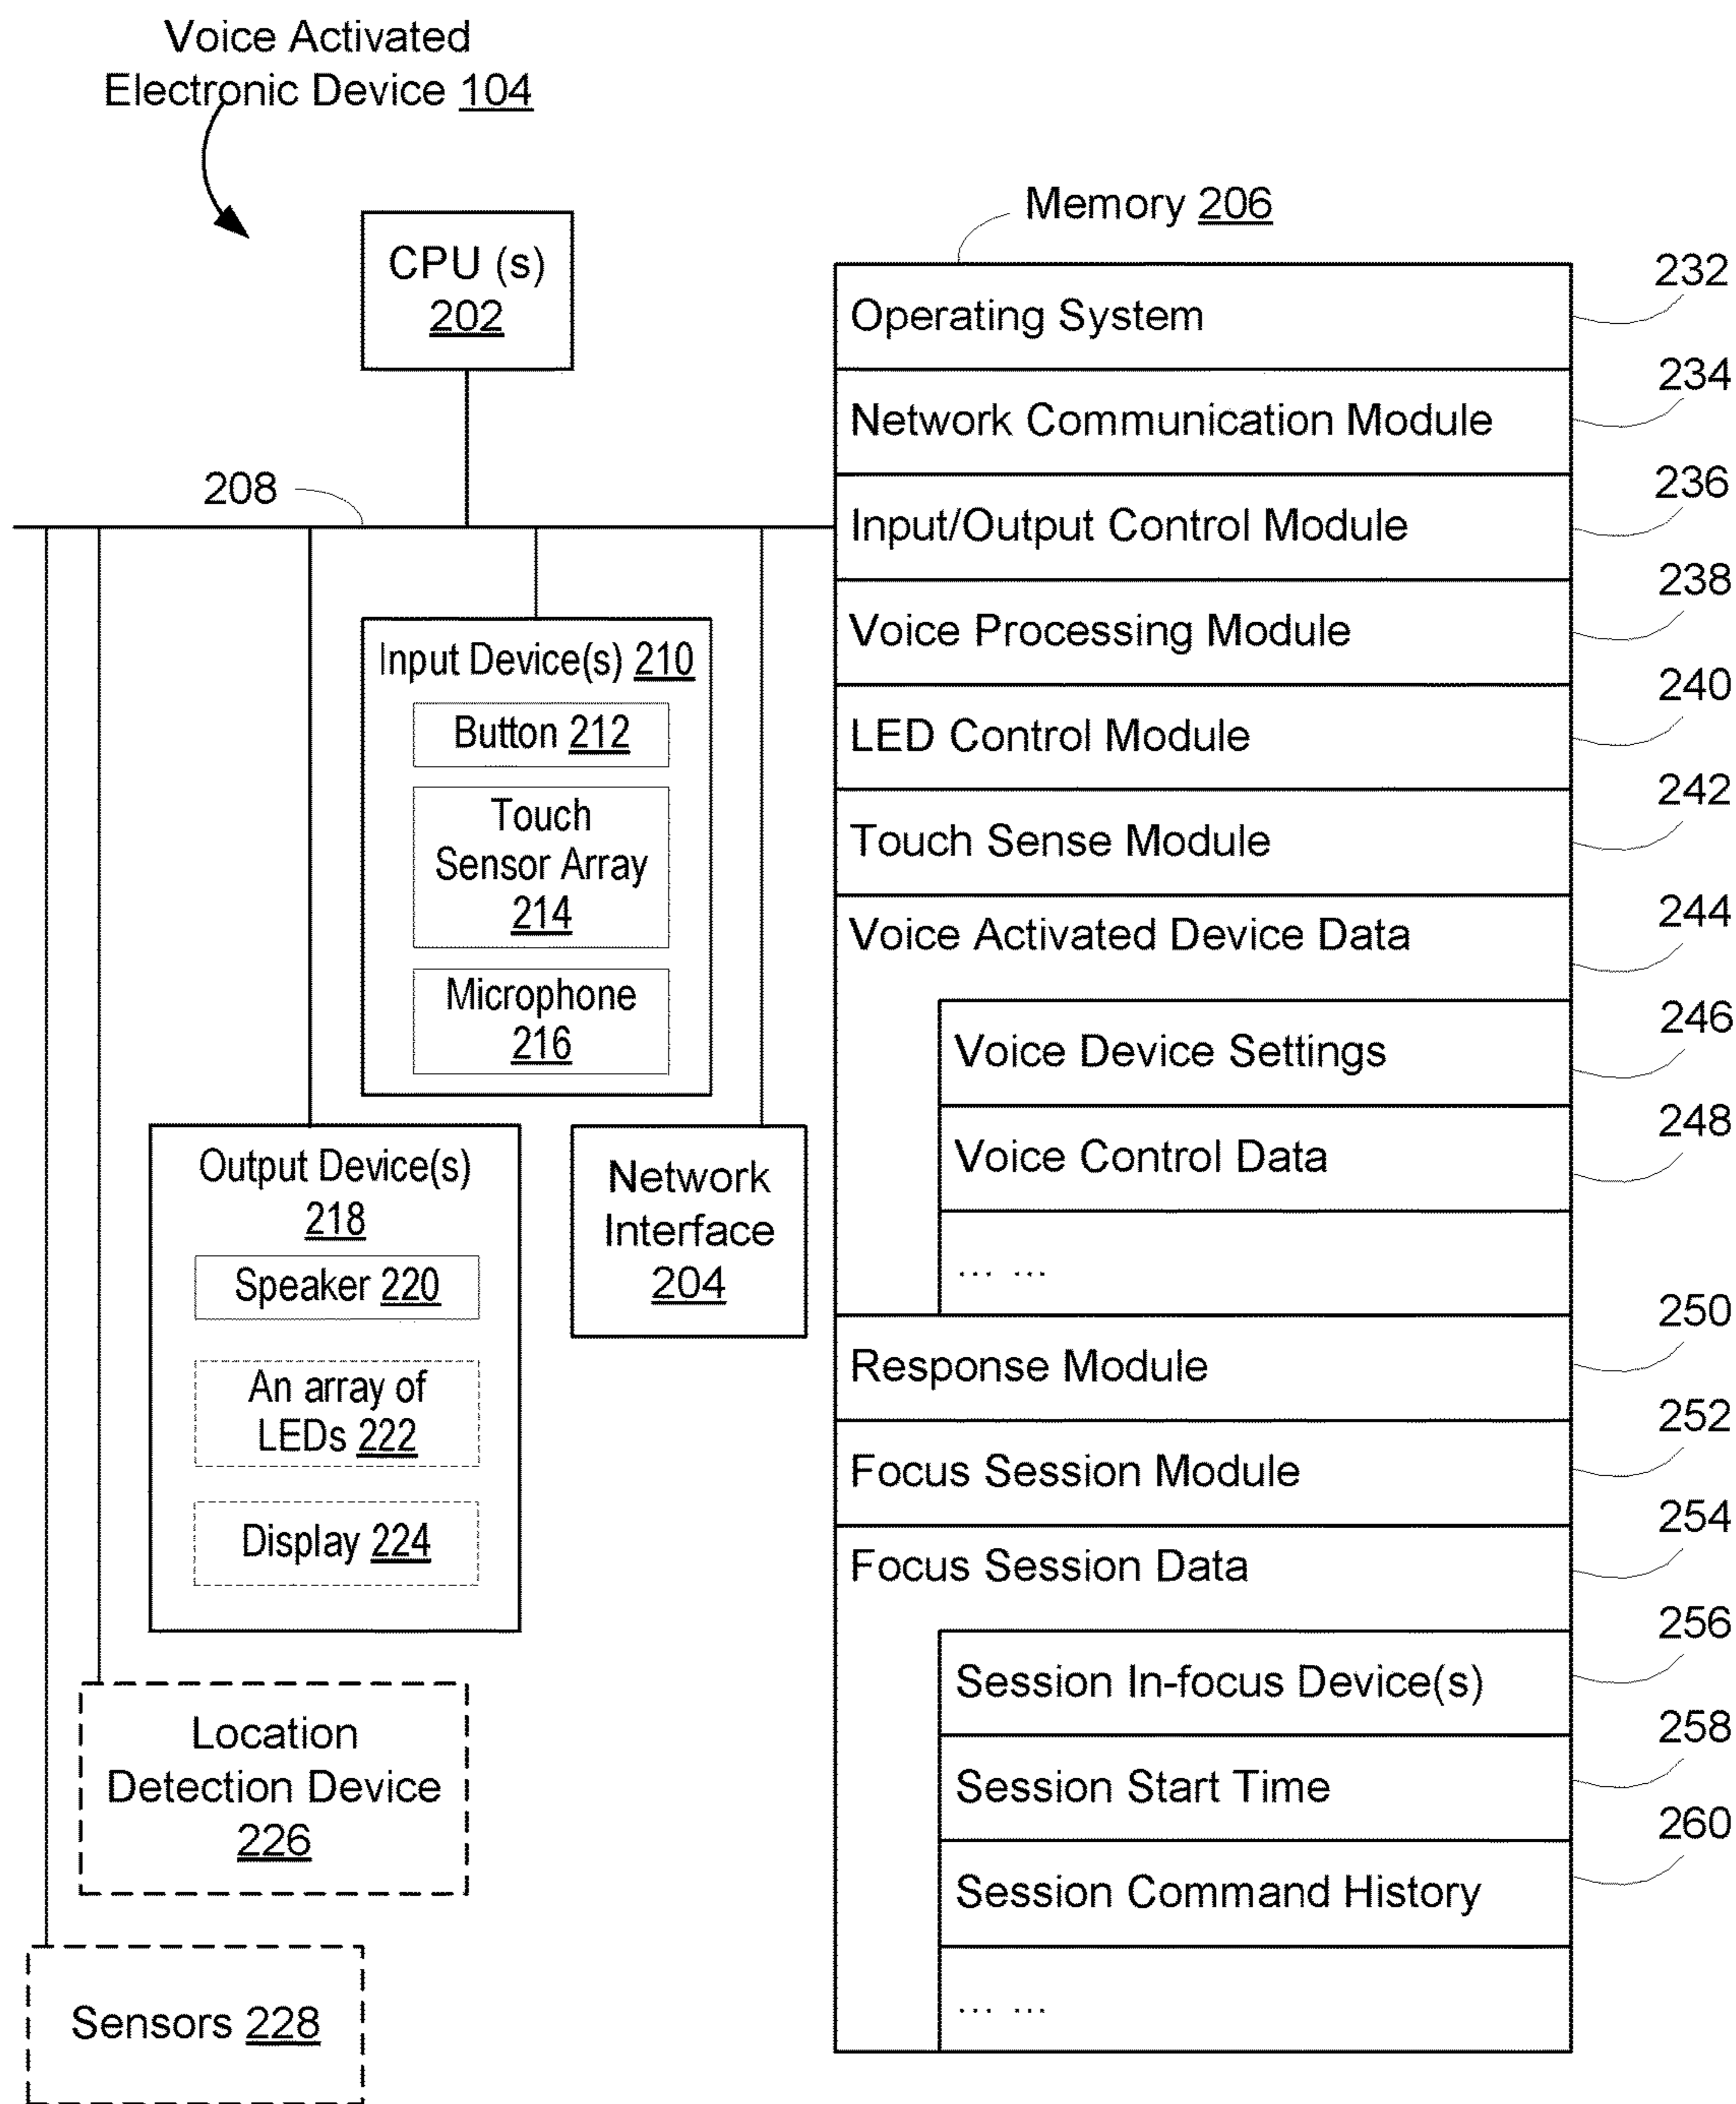 Voice Activated
Electronic Device 104
CPU (s)
202
208
Input Device(s) 210
Button 212
Touch
Sensor Array
214
Microphone
216
Output Device(s)
218
Speaker 220
An array of
LEDs 222
Display 224
Network
Interface
204
Location
Detection Device
226
Sensors 228
Memory 206
Operating System
232
Network Communication Module
234
Input/Output Control Module
236
Voice Processing Module
238
LED Control Module
240
Touch Sense Module
242
Voice Activated Device Data
244
Voice Device Settings
246
Voice Control Data
248
... ...
Response Module
250
Focus Session Module
252
Focus Session Data
254
Session In-focus Device(s)
256
Session Start Time
258
Session Command History
260
... ...